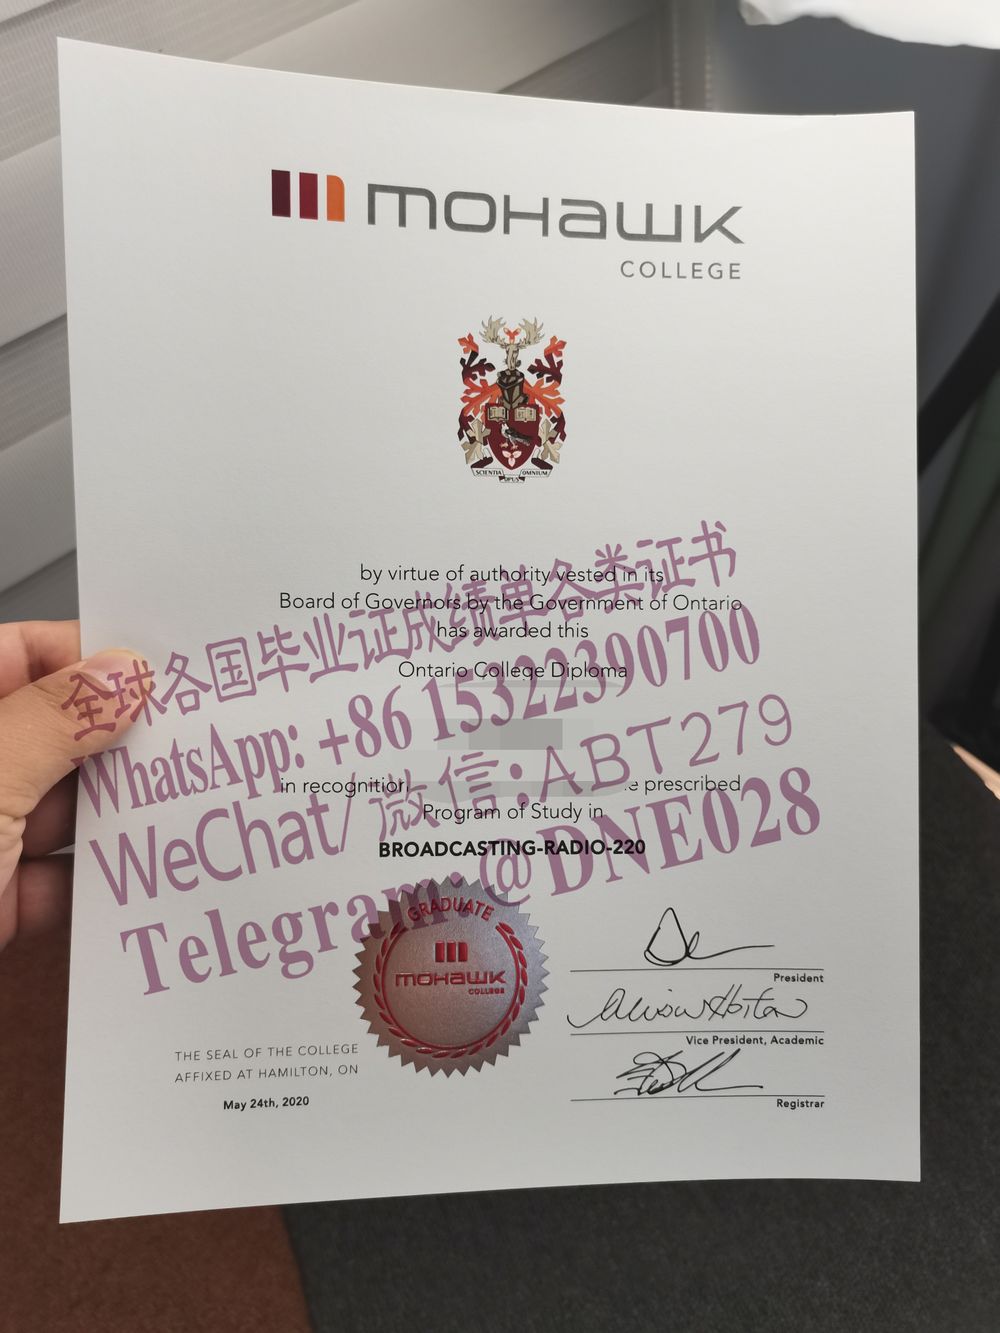 mohawk
COLLEGE
SCIENTIA OMNIUM
OPUS
by virtue of authority vested in its
Board of Governors by the Government of Ontario
has awarded this
Ontario College Diploma
全球各国毕业证成绩单各类证书
WhatsApp: +86 15322390700
in recognition
e prescribed
WeChat/微信:ABT279
Program of Study in
BROADCASTING-RADIO-220
Telegram:@DNE028
GRADUATE
mohawk
COLLEGE
President
Vice President, Academic
Registrar
THE SEAL OF THE COLLEGE
AFFIXED AT HAMILTON, ON
May 24th, 2020